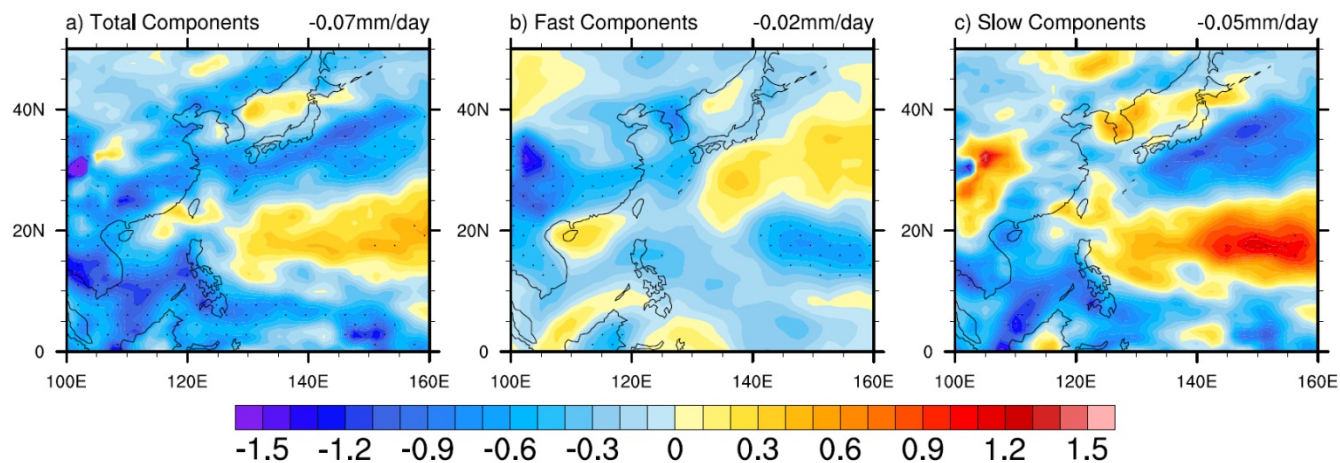 a) Total Components -0.07mm/day
b) Fast Components -0.02mm/day
c) Slow Components -0.05mm/day
40N
20N
0
100E 120E 140E 160E
40N
20N
0
100E 120E 140E 160E
40N
20N
0
100E 120E 140E 160E
-1.5 -1.2 -0.9 -0.6 -0.3 0 0.3 0.6 0.9 1.2 1.5